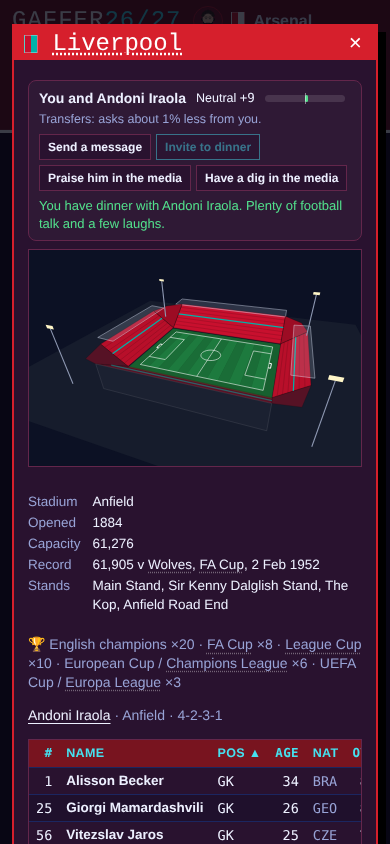 GAFFER26/27 Arsenal
Liverpool ×
You and Andoni Iraola Neutral +9
Transfers: asks about 1% less from you.
Send a message Invite to dinner
Praise him in the media Have a dig in the media
You have dinner with Andoni Iraola. Plenty of football
talk and a few laughs.
Stadium Anfield
Opened 1884
Capacity 61,276
Record 61,905 v Wolves, FA Cup, 2 Feb 1952
Stands Main Stand, Sir Kenny Dalglish Stand, The
Kop, Anfield Road End
🏆 English champions ×20 · FA Cup ×8 · League Cup
×10 · European Cup / Champions League ×6 · UEFA
Cup / Europa League ×3
Andoni Iraola · Anfield · 4-2-3-1
# NAME POS ▲ AGE NAT
1 Alisson Becker GK 34 BRA
25 Giorgi Mamardashvili GK 26 GEO
56 Vitezslav Jaros GK 25 CZE